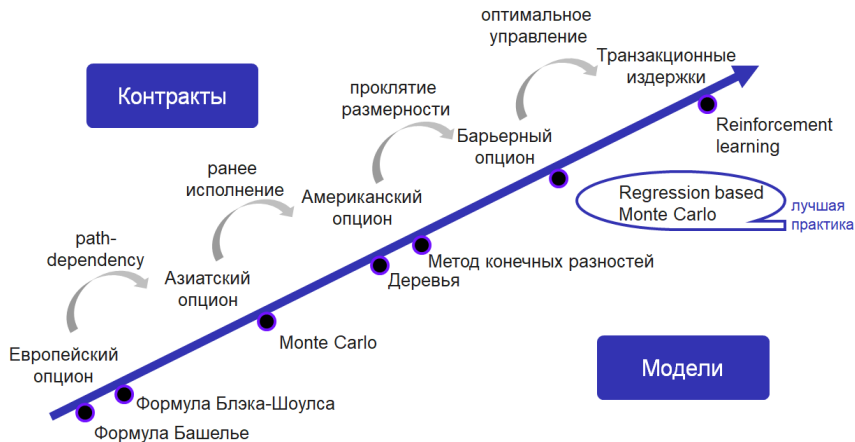 оптимальное
управление
Транзакционные
издержки
Контракты
проклятие
размерности
Reinforcement
learning
Барьерный
опцион
ранее
исполнение
Американский
опцион
Regression based
Monte Carlo
лучшая
практика
path-
dependency
Азиатский
опцион
Метод конечных разностей
Деревья
Monte Carlo
Европейский
опцион
Модели
Формула Блэка-Шоулса
Формула Башелье